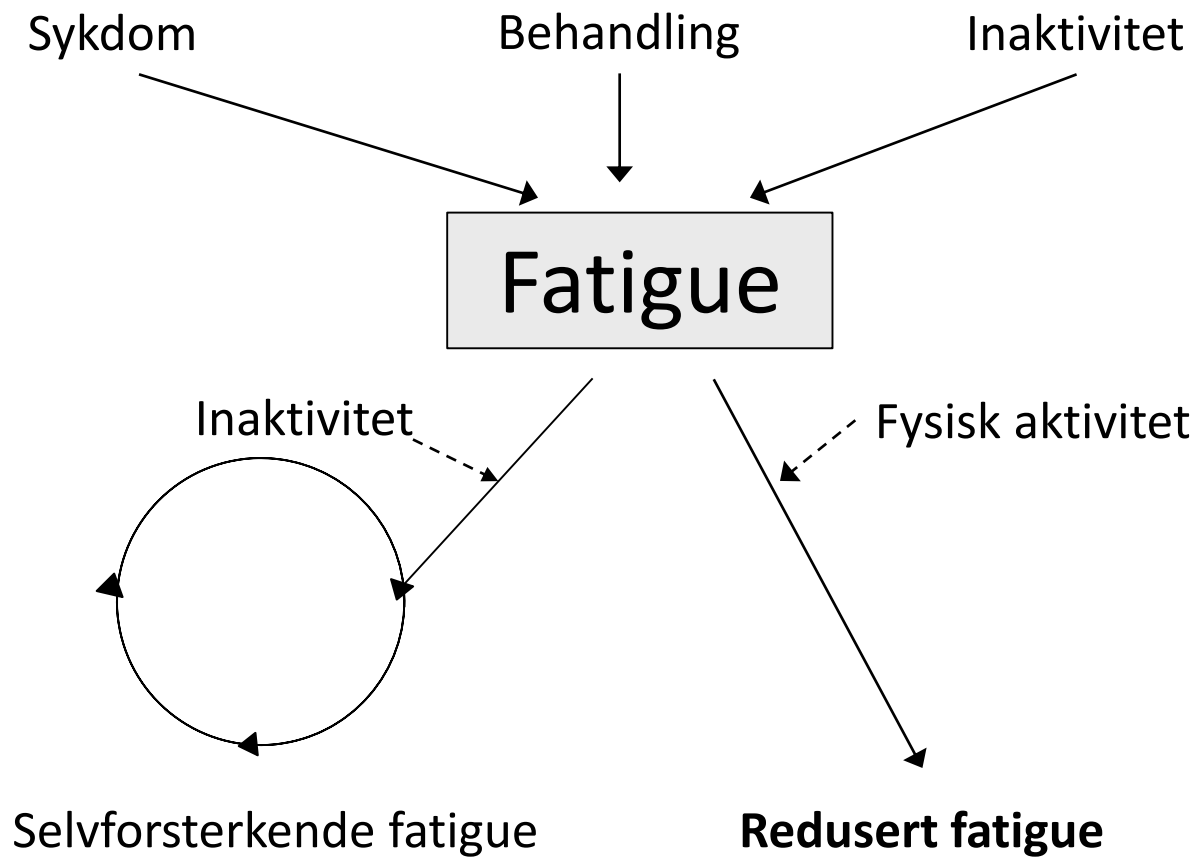 Sykdom
Behandling
Inaktivitet
Fatigue
Inaktivitet
Fysisk aktivitet
Selvforsterkende fatigue
Redusert fatigue